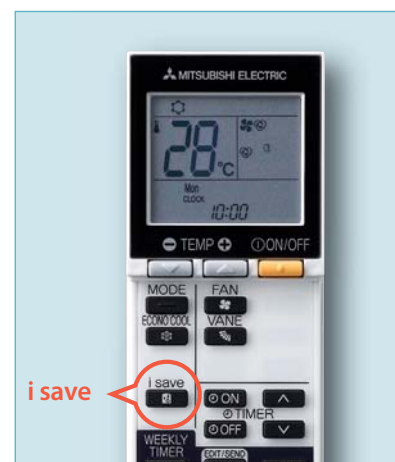 MITSUBISHI ELECTRIC
28°C
Mon
CLOCK
10:00
TEMP
ON/OFF
MODE
FAN
ECONO COOL
VANE
i save
i save
ON
TIMER
OFF
WEEKLY
TIMER
EDIT/SEND